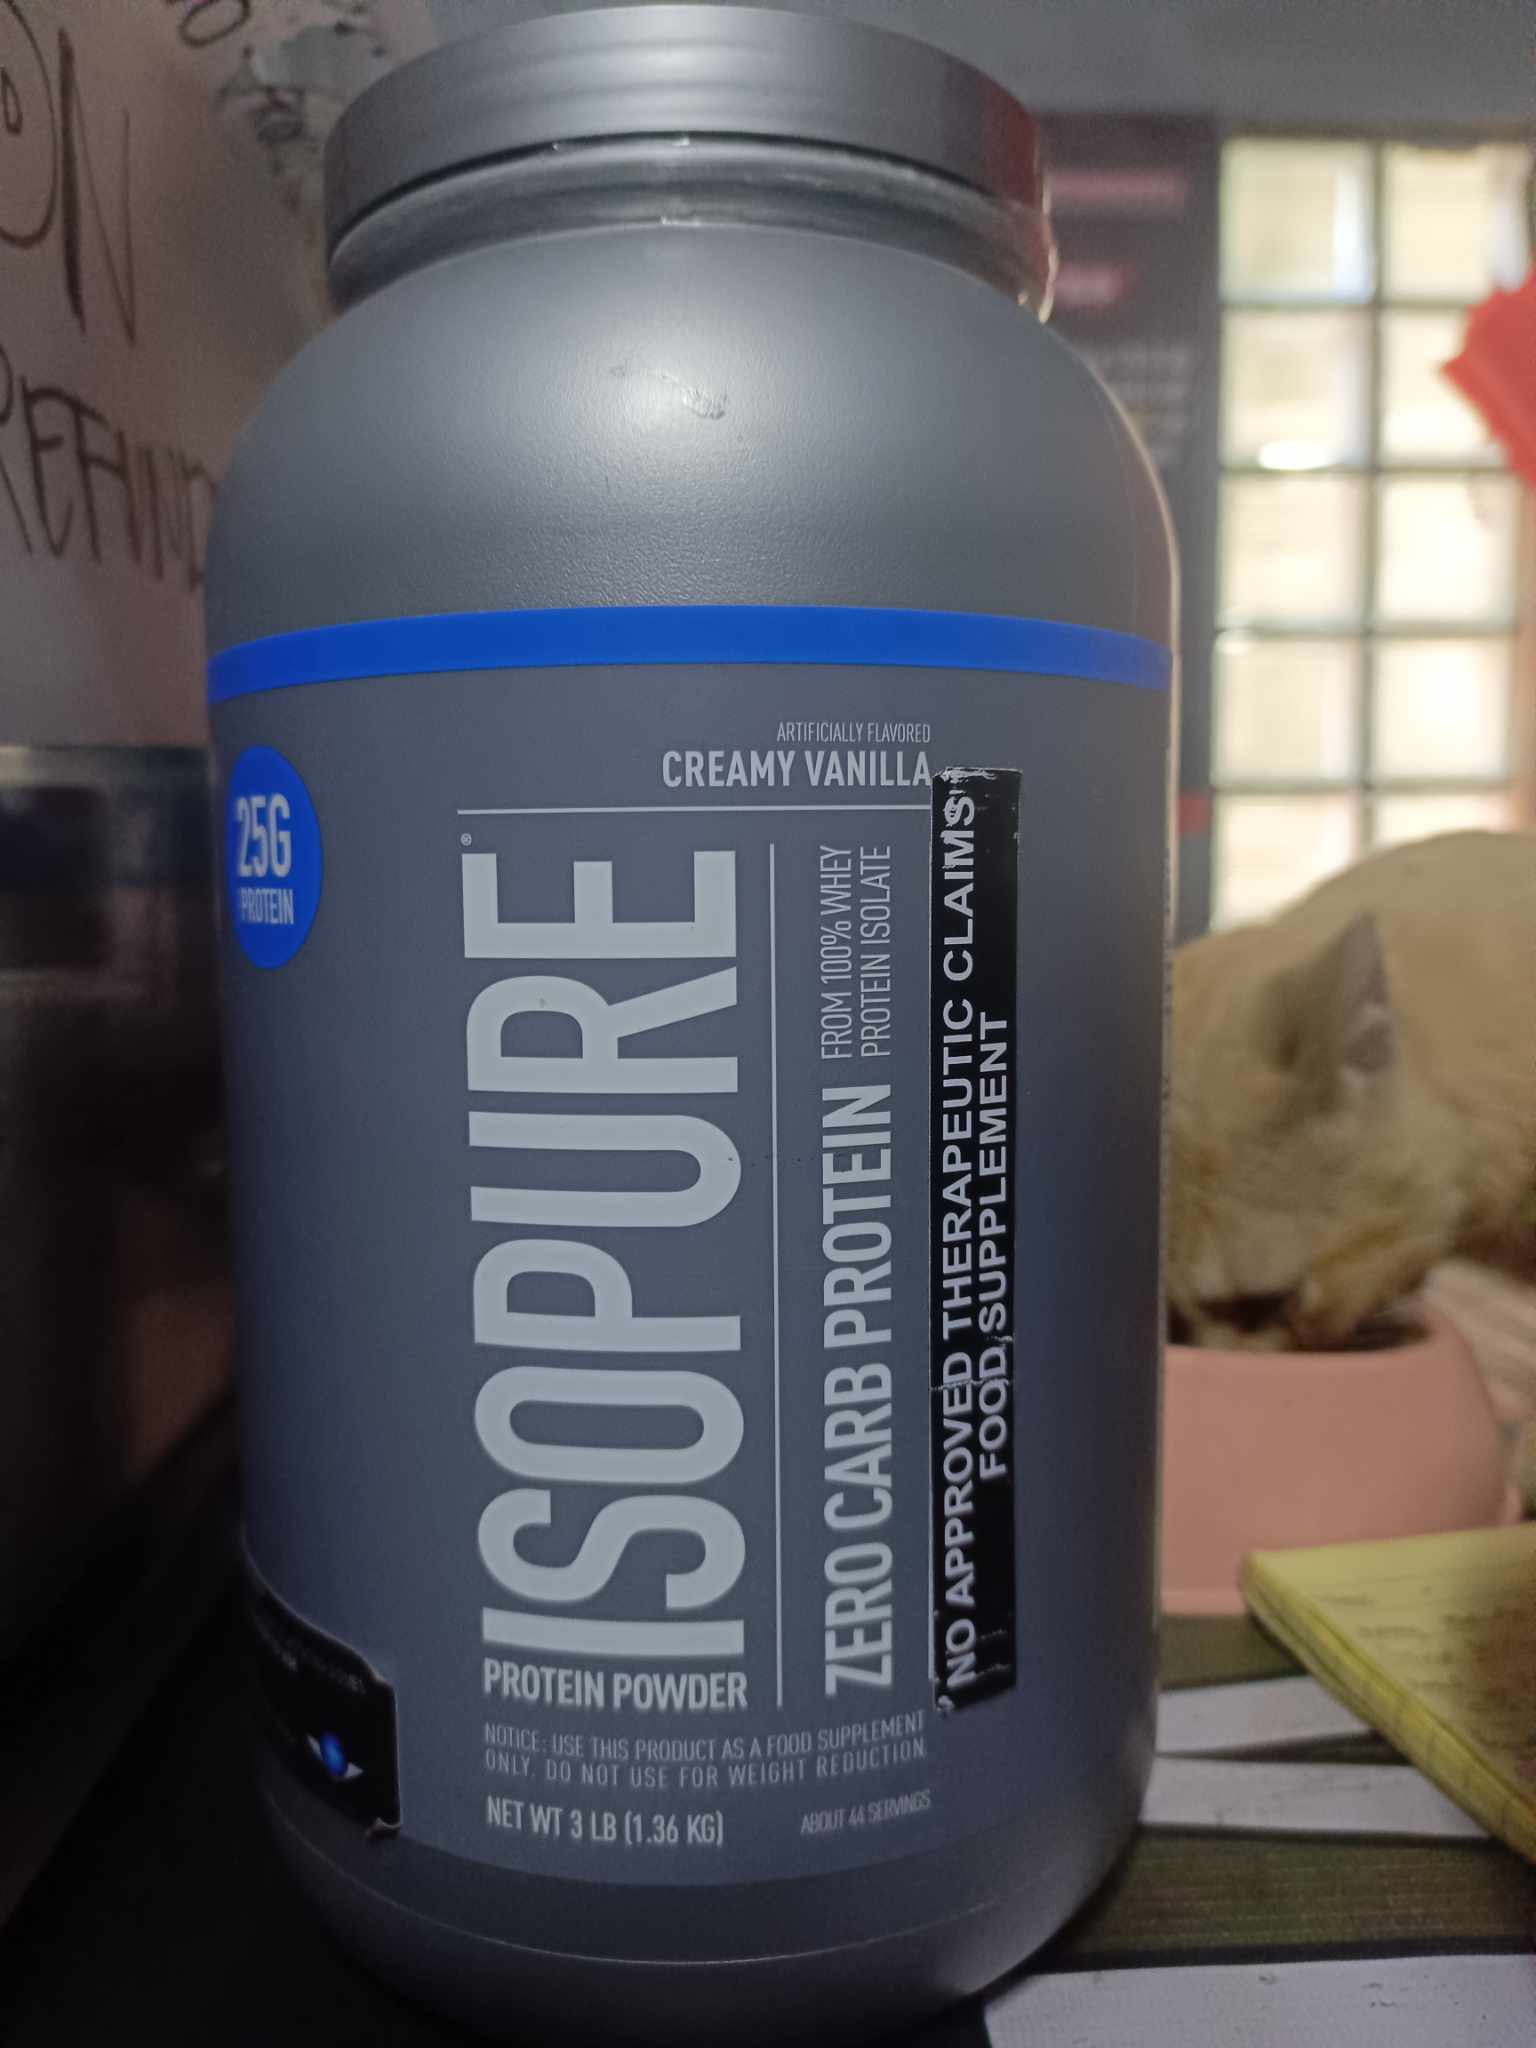 ON
REFUND
25G
PROTEIN
ARTIFICIALLY FLAVORED
CREAMY VANILLA
ISOPURE®
PROTEIN POWDER
ZERO CARB PROTEIN
FROM 100% WHEY
PROTEIN ISOLATE
"NO APPROVED THERAPEUTIC CLAIMS"
FOOD SUPPLEMENT
NOTICE: USE THIS PRODUCT AS A FOOD SUPPLEMENT
ONLY. DO NOT USE FOR WEIGHT REDUCTION.
NET WT 3 LB (1.36 KG)
ABOUT 44 SERVINGS